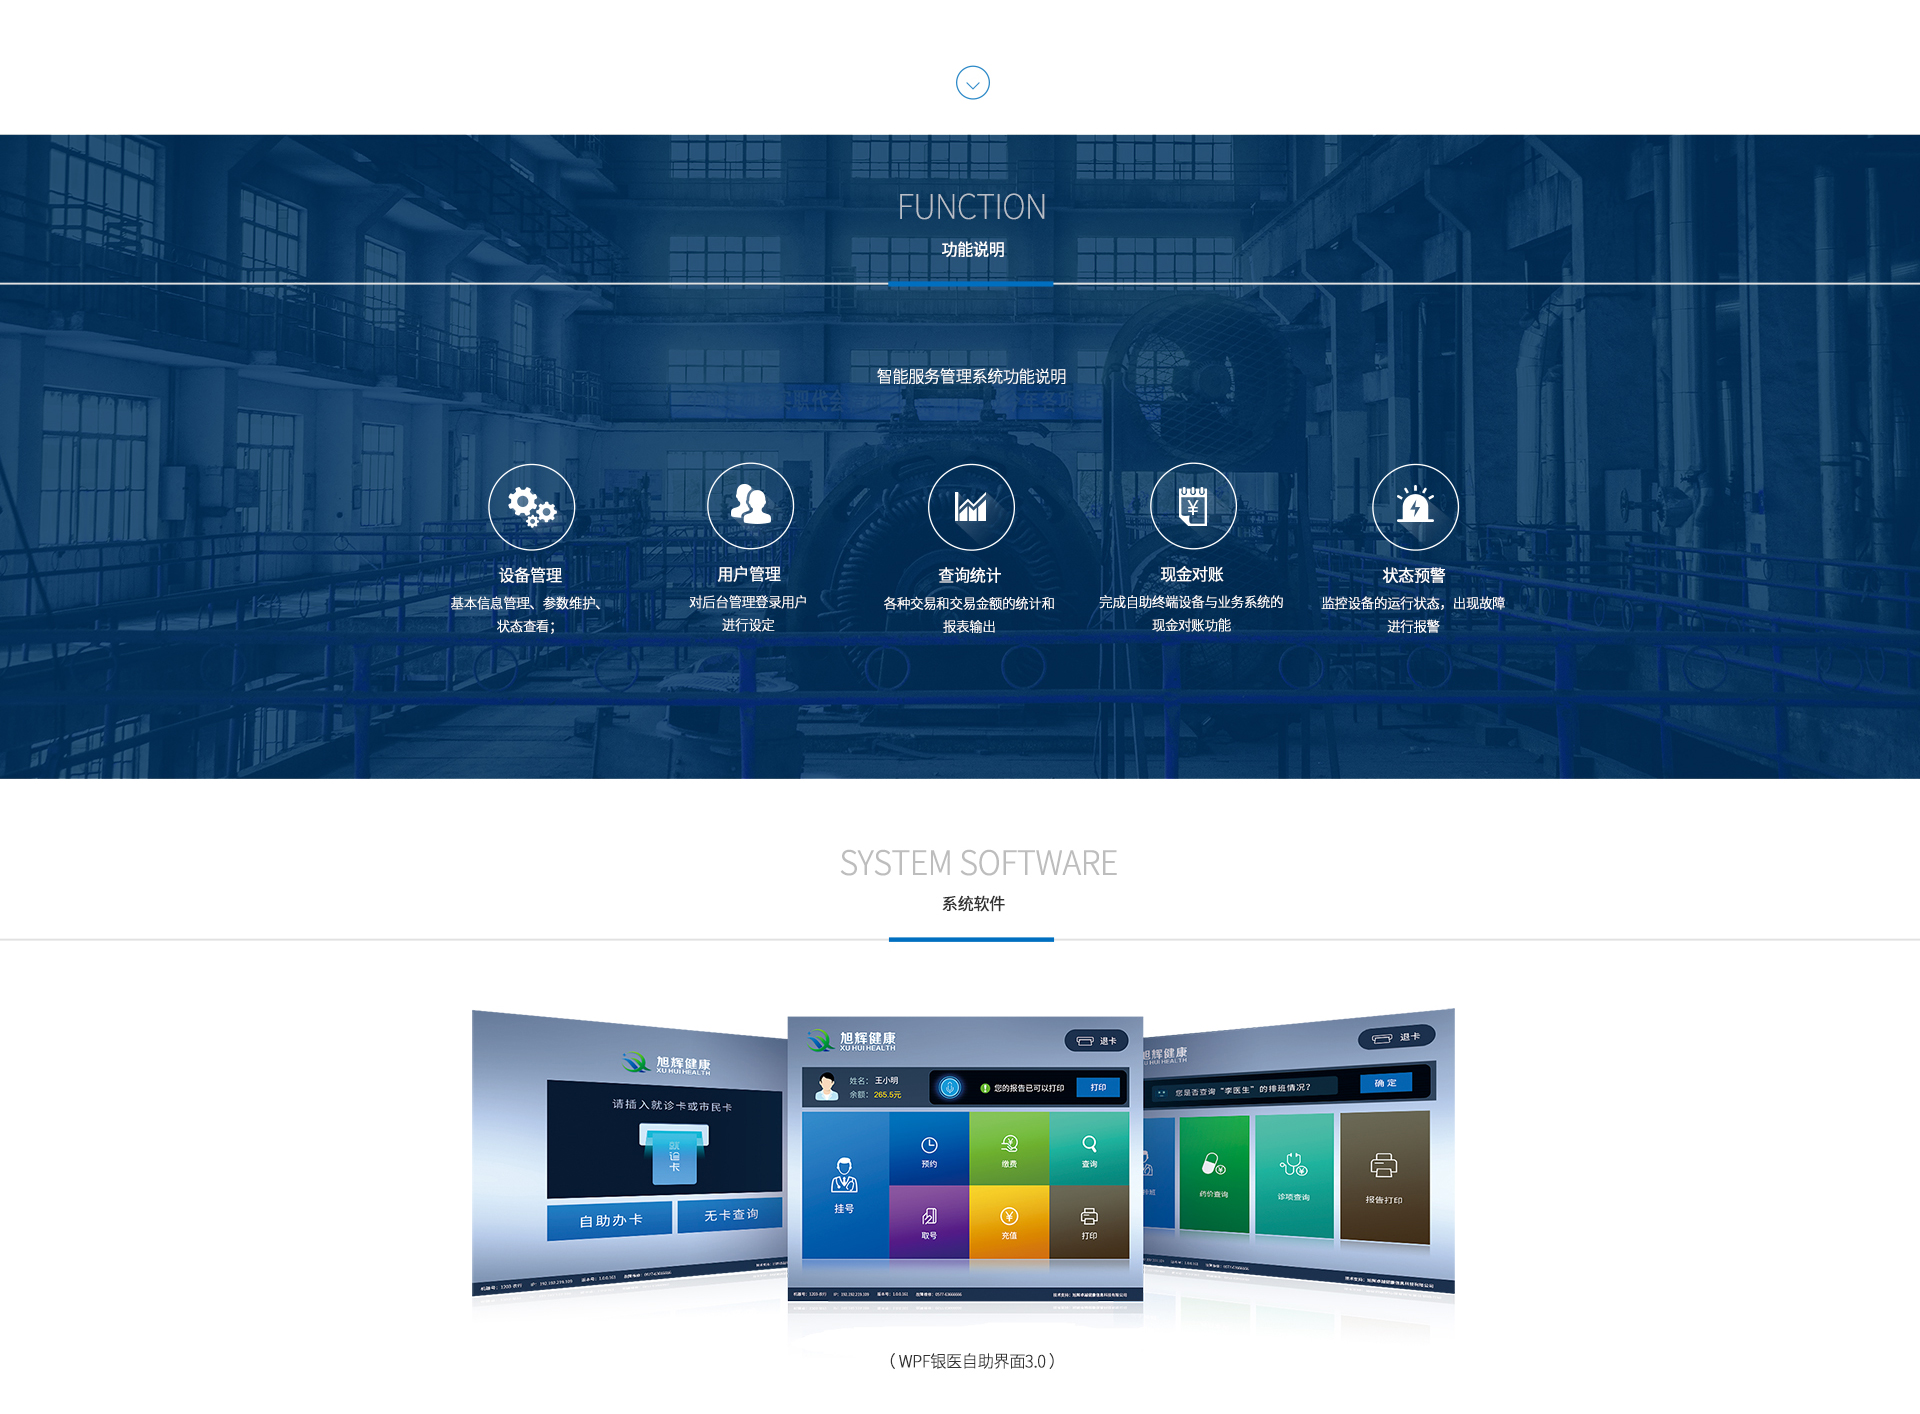 FUNCTION
功能说明
智能服务管理系统功能说明
设备管理
基本信息管理、参数维护、
状态查看；
用户管理
对后台管理登录用户
进行设定
查询统计
各种交易和交易金额的统计和
报表输出
现金对账
完成自助终端设备与业务系统的
现金对账功能
状态预警
监控设备的运行状态，出现故障
进行报警
SYSTEM SOFTWARE
系统软件
旭辉健康
XU HUI HEALTH
请插入就诊卡或市民卡
就诊卡
自助办卡
无卡查询
旭辉健康
XU HUI HEALTH
退卡
姓名： 王小明
余额： 265.5元
您的报告已可以打印
打印
挂号
预约
缴费
查询
取号
充值
打印
旭辉健康
退卡
您是否查询“李医生”的排班情况？
确定
药价查询
诊项查询
报告打印
（WPF银医自助界面3.0）